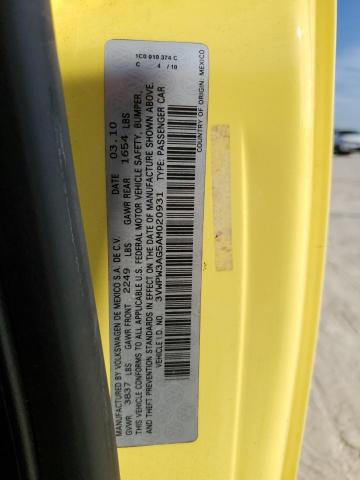 1C0 010 374 C
C 4 / 10
MANUFACTURED BY VOLKSWAGEN DE MEXICO S.A. DE C.V. DATE 03.10
GVWR 3837 LBS GAWR FRONT 2249 LBS GAWR REAR 1654 LBS
THIS VEHICLE CONFORMS TO ALL APPLICABLE U.S. FEDERAL MOTOR VEHICLE SAFETY, BUMPER,
AND THEFT PREVENTION STANDARDS IN EFFECT ON THE DATE OF MANUFACTURE SHOWN ABOVE.
VEHICLE I.D. NO. 3VWPW3AG5AM020931 TYPE: PASSENGER CAR
COUNTRY OF ORIGIN: MEXICO